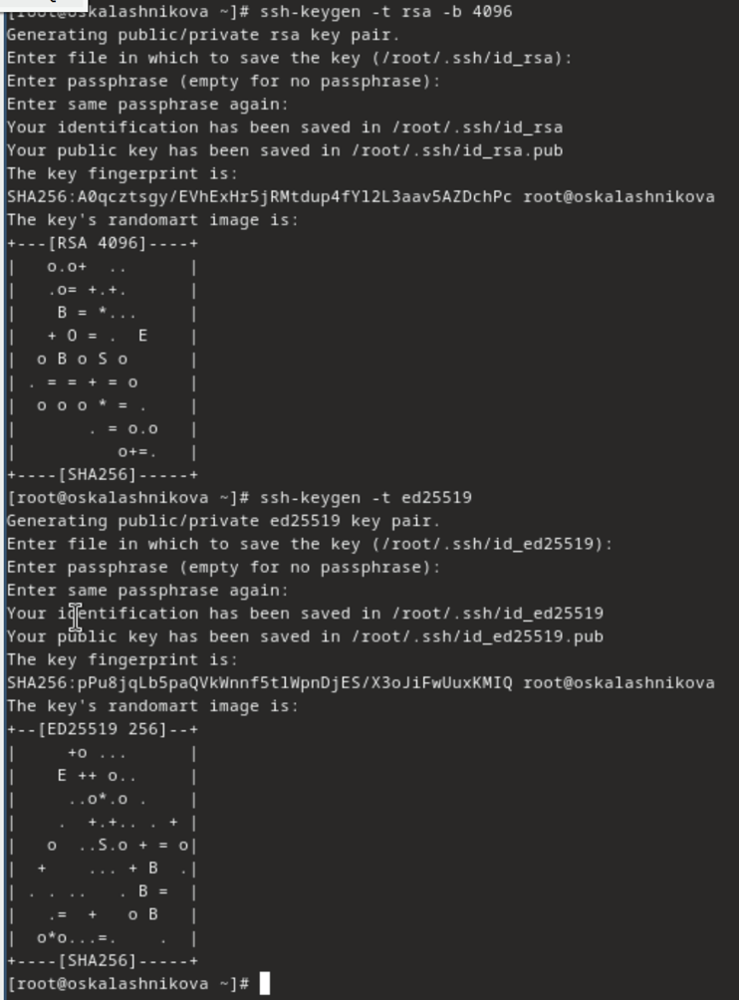 [root@oskalashnikova ~]# ssh-keygen -t rsa -b 4096
Generating public/private rsa key pair.
Enter file in which to save the key (/root/.ssh/id_rsa):
Enter passphrase (empty for no passphrase):
Enter same passphrase again:
Your identification has been saved in /root/.ssh/id_rsa
Your public key has been saved in /root/.ssh/id_rsa.pub
The key fingerprint is:
SHA256:A0qcztsgy/EVhExHr5jRMtdup4fYl2L3aav5AZDchPc root@oskalashnikova
The key's randomart image is:
+---[RSA 4096]----+
|   o.o+  ..      |
|   .o= +.+.      |
|    B = *...     |
|   + O = .  E    |
|  o B o S o      |
| . = = + = o     |
|  o o o * = .    |
|       . = o.o   |
|          o+=.   |
+----[SHA256]-----+
[root@oskalashnikova ~]# ssh-keygen -t ed25519
Generating public/private ed25519 key pair.
Enter file in which to save the key (/root/.ssh/id_ed25519):
Enter passphrase (empty for no passphrase):
Enter same passphrase again:
Your identification has been saved in /root/.ssh/id_ed25519
Your public key has been saved in /root/.ssh/id_ed25519.pub
The key fingerprint is:
SHA256:pPu8jqLb5paQVkWnnf5tlWpnDjES/X3oJiFwUuxKMIQ root@oskalashnikova
The key's randomart image is:
+--[ED25519 256]--+
|     +o ...      |
|    E ++ o..     |
|     ..o*.o .    |
|    .  +.+.. . + |
|   o  ..S.o + = o|
|  +    ... + B  .|
| . . ..   . B =  |
|   .=  +   o B   |
|  o*o...=.    .  |
+----[SHA256]-----+
[root@oskalashnikova ~]#